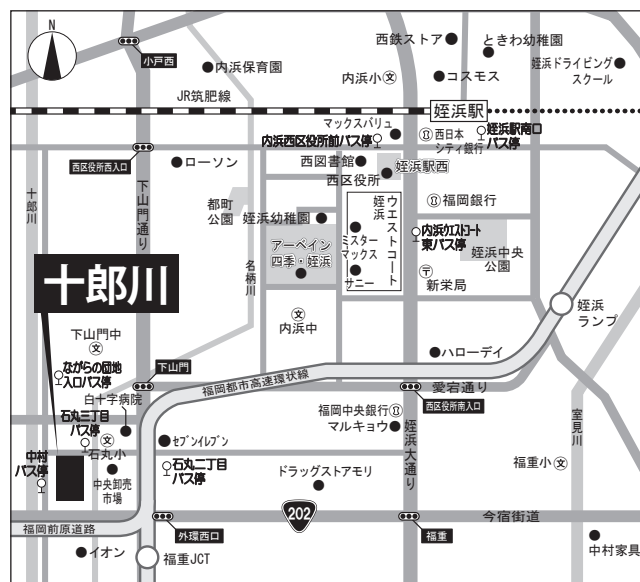 N
小戸西
内浜保育園
西鉄ストア
ときわ幼稚園
内浜小
文
コスモス
姪浜ドライビング
スクール
JR筑肥線
姪浜駅
マックスバリュ
内浜西区役所前バス停
西日本
シティ銀行
姪浜駅南口
バス停
西区役所西入口
ローソン
西図書館
西区役所
姪浜駅西
十郎川
下山門通り
都町
公園
姪浜幼稚園
ウエストコート
姪浜
福岡銀行
内浜ウエストコート
東バス停
姪浜中央
公園
名柄川
アーベイン
四季・姪浜
ミスター
マックス
サニー
〒
新栄局
十郎川
姪浜
ランプ
文
内浜中
下山門中
文
ハローデイ
ながらの団地
入口バス停
下山門
福岡都市高速環状線
愛宕通り
白十字病院
西区役所南入口
石丸三丁目
バス停
福岡中央銀行
マルキョウ
姪浜大通り
室見川
文
石丸小
セブンイレブン
中村
バス停
中央卸売
市場
石丸二丁目
バス停
ドラッグストアモリ
福重小
文
202
福岡前原道路
外環西口
福重
今宿街道
イオン
福重JCT
中村家具